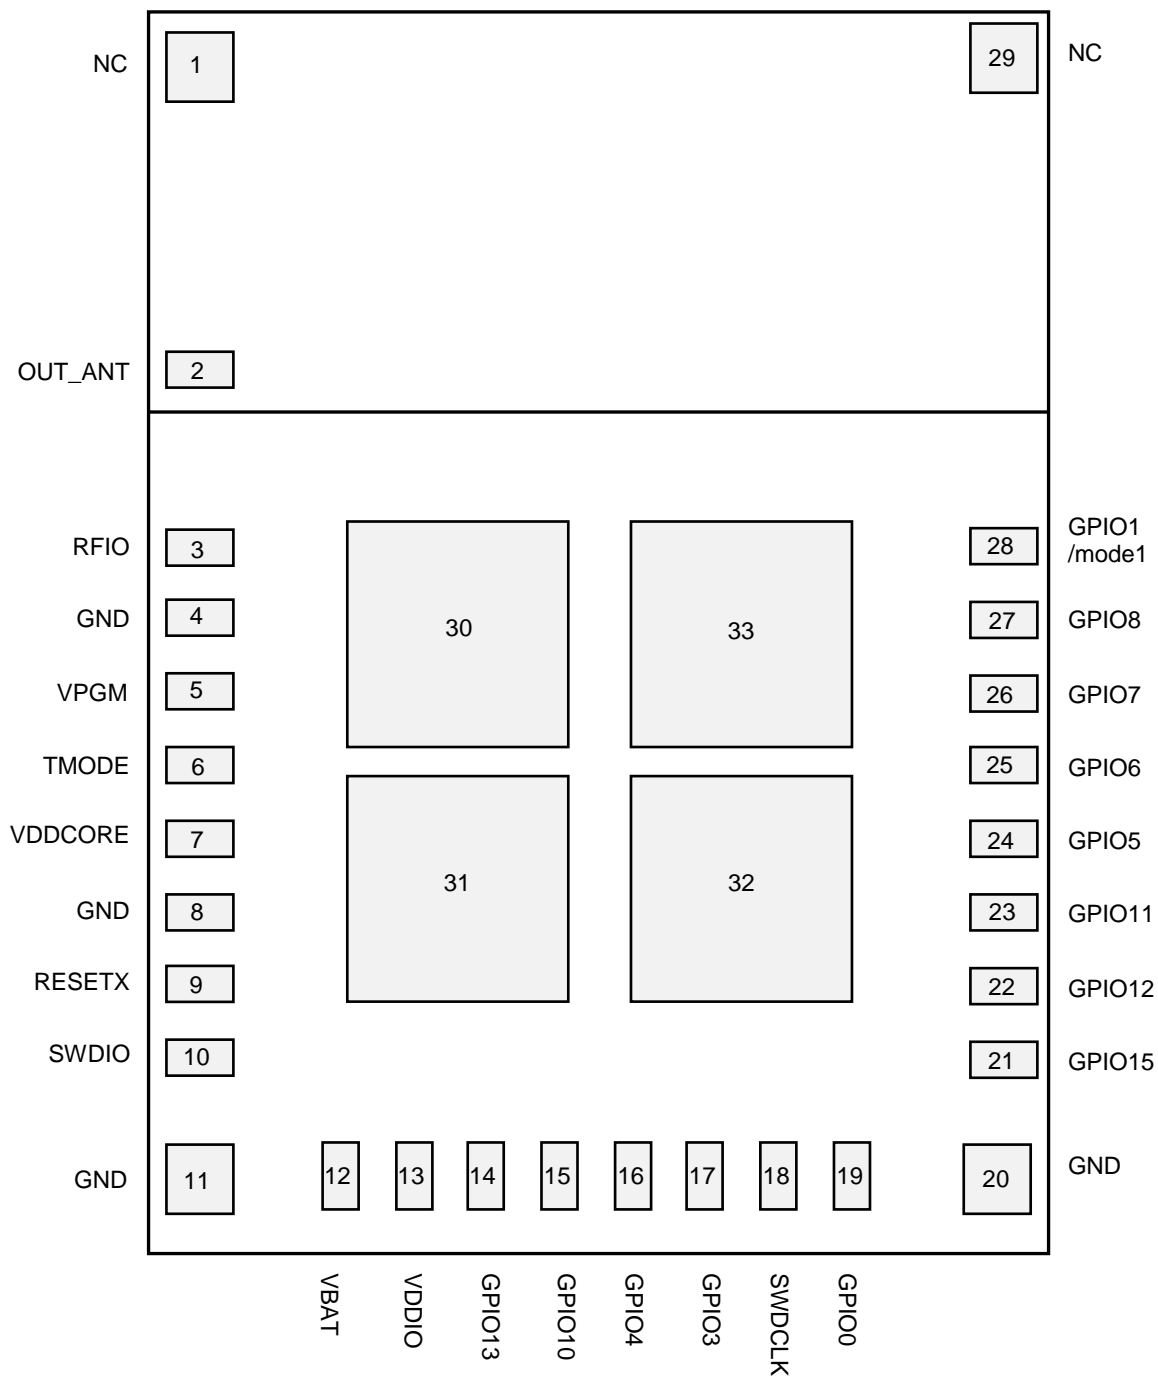 NC 1 29 NC
OUT_ANT 2
RFIO 3 28 GPIO1
/mode1
GND 4 30 33 27 GPIO8
VPGM 5 26 GPIO7
TMODE 6 25 GPIO6
VDDCORE 7 24 GPIO5
31 32
GND 8 23 GPIO11
RESETX 9 22 GPIO12
SWDIO 10 21 GPIO15
GND 11 12 13 14 15 16 17 18 19 20 GND
VBAT
VDDIO
GPIO13
GPIO10
GPIO4
GPIO3
SWDCLK
GPIO0